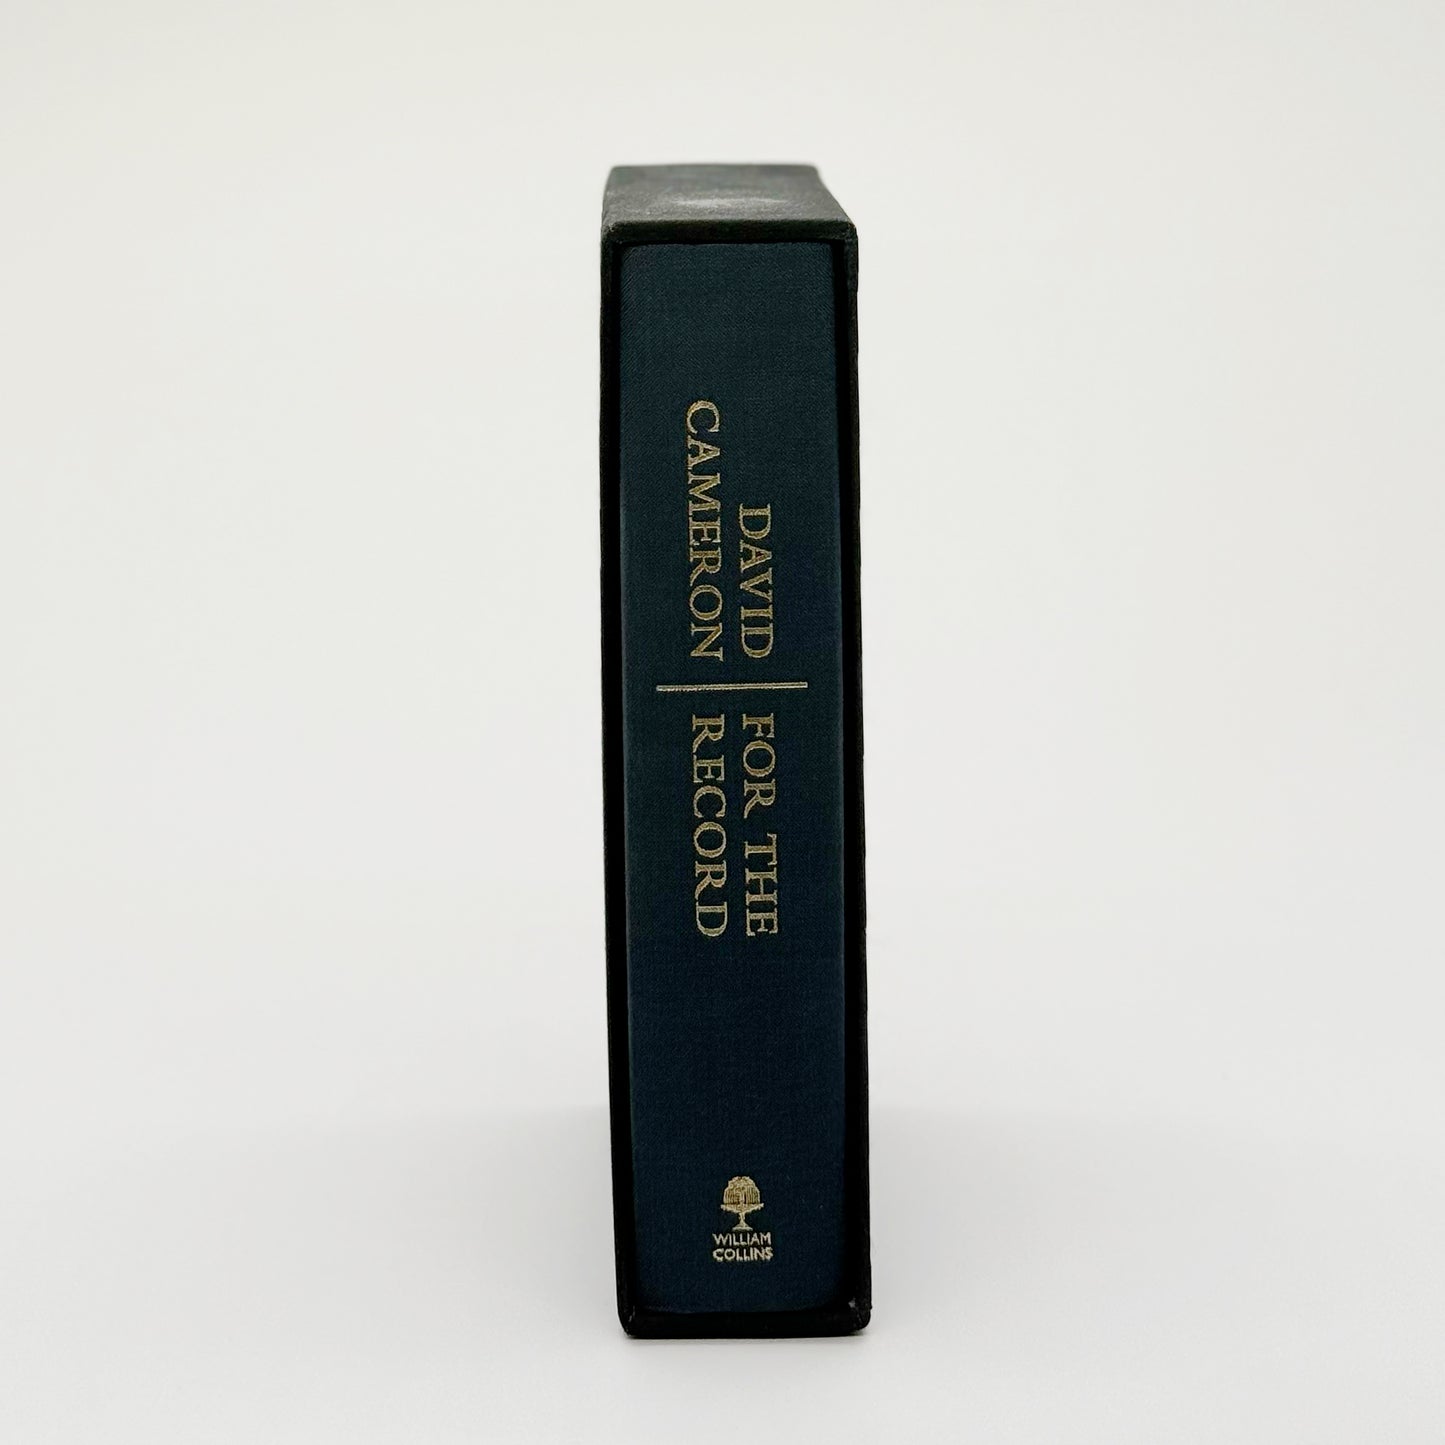 DAVID
CAMERON
FOR THE
RECORD
WILLIAM
COLLINS